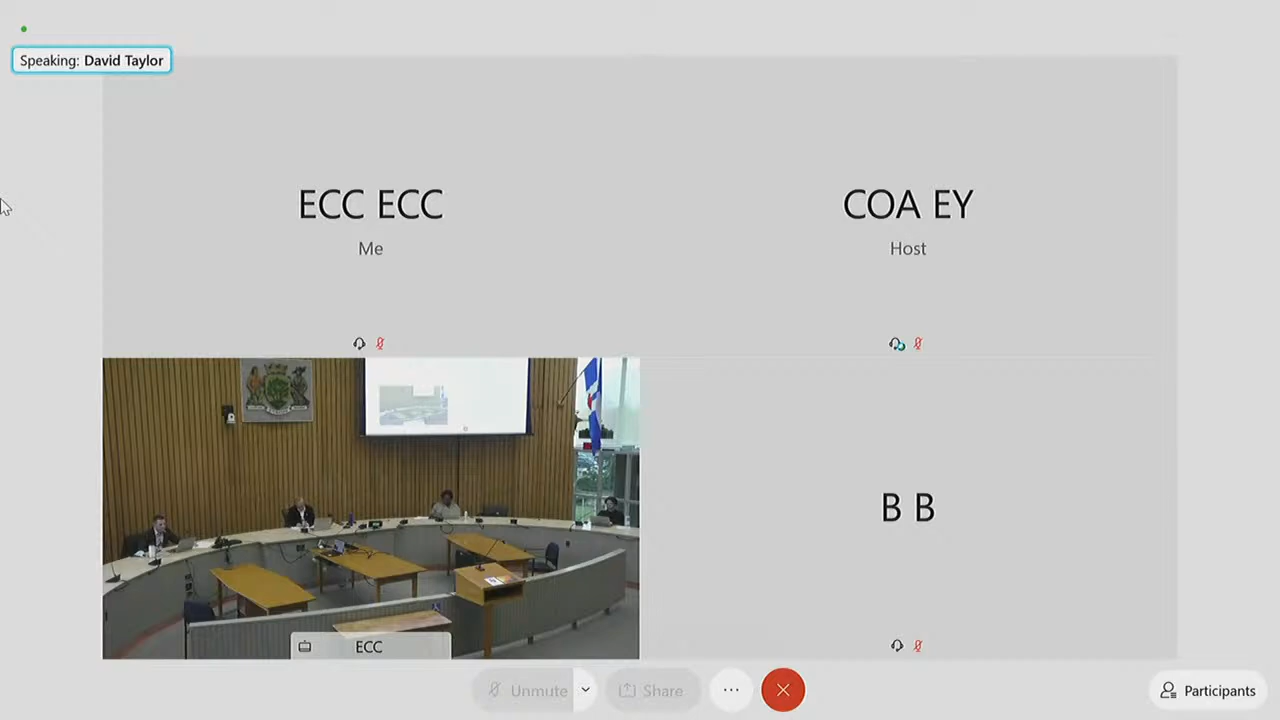 Speaking: David Taylor
ECC ECC
Me
COA EY
Host
ECC
B B
Unmute
Share
Participants